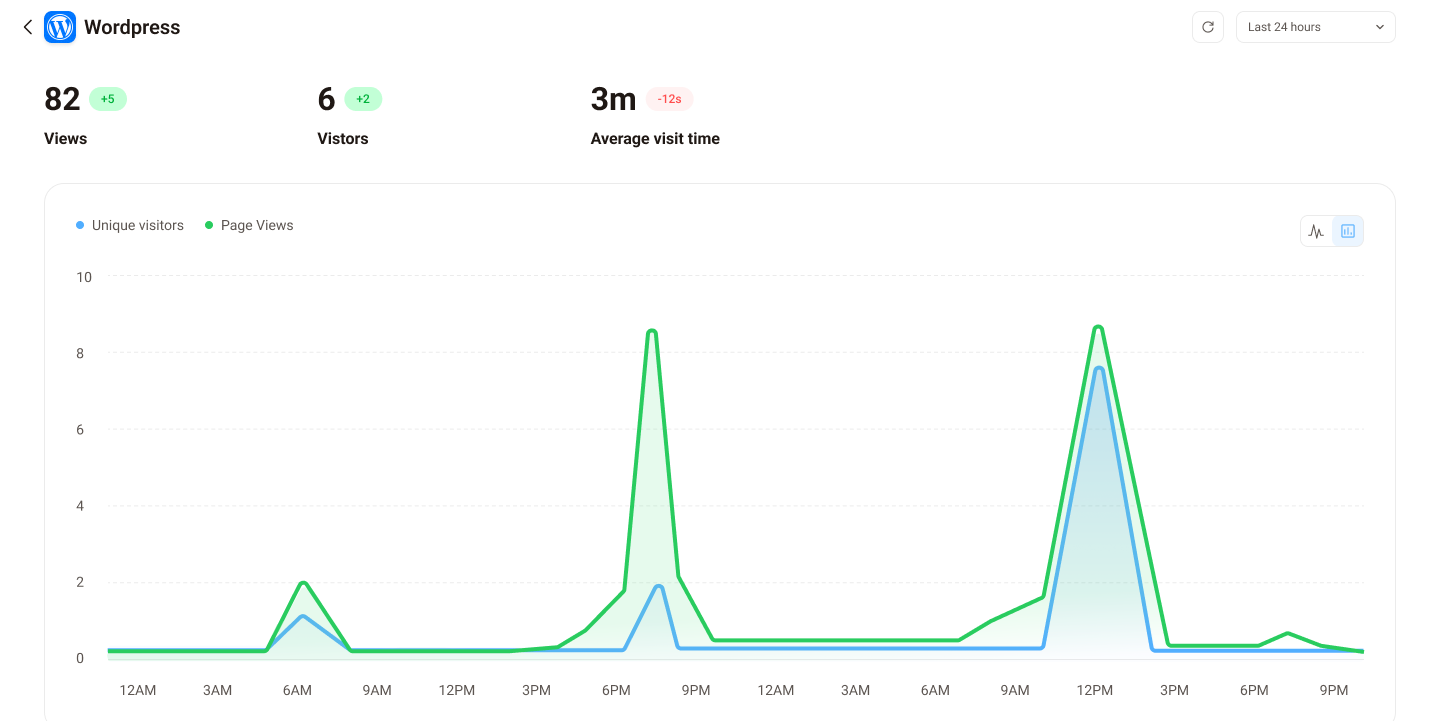 Wordpress
Last 24 hours
82 +5
6 +2
3m -12s
Views
Vistors
Average visit time
Unique visitors
Page Views
10
8
6
4
2
0
12AM 3AM 6AM 9AM 12PM 3PM 6PM 9PM 12AM 3AM 6AM 9AM 12PM 3PM 6PM 9PM